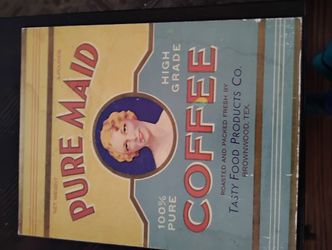 PURE MAID
100% PURE
HIGH GRADE
COFFEE
ROASTED AND PACKED FRESH BY
TASTY FOOD PRODUCTS CO.
BROWNWOOD, TEX.